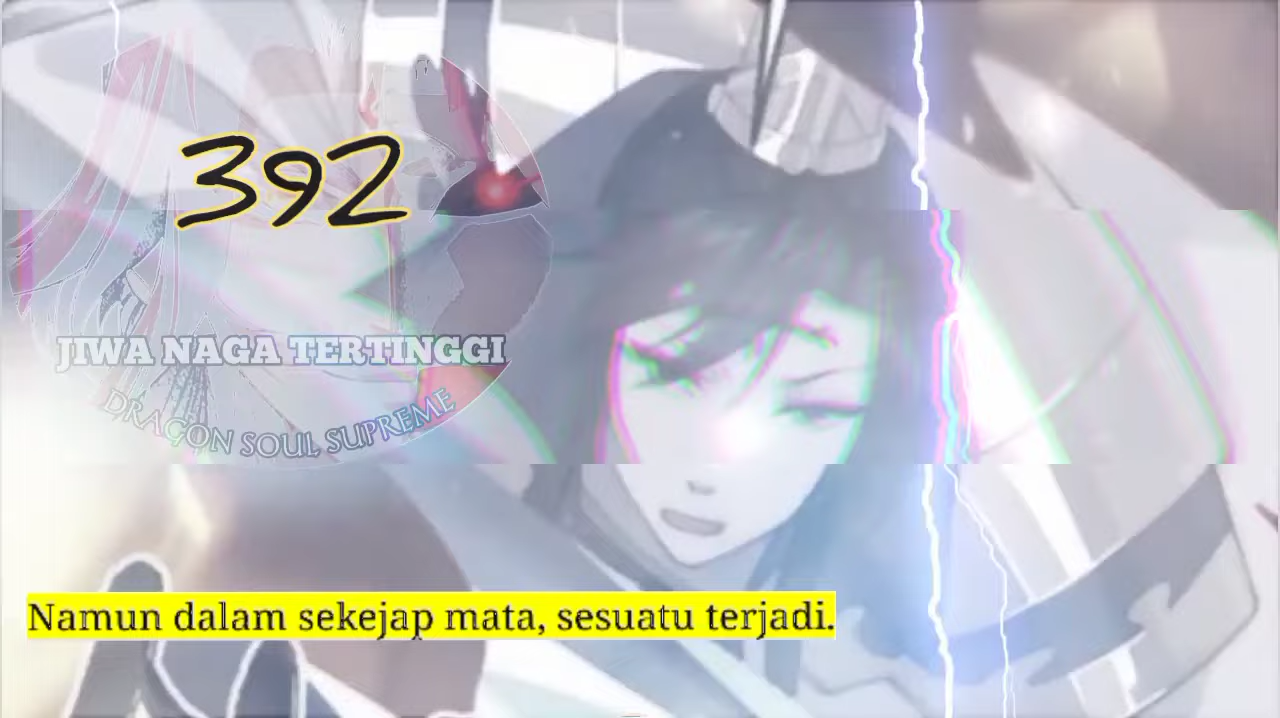 392
JIWA NAGA TERTINGGI
DRAGON SOUL SUPREME
Namun dalam sekejap mata, sesuatu terjadi.